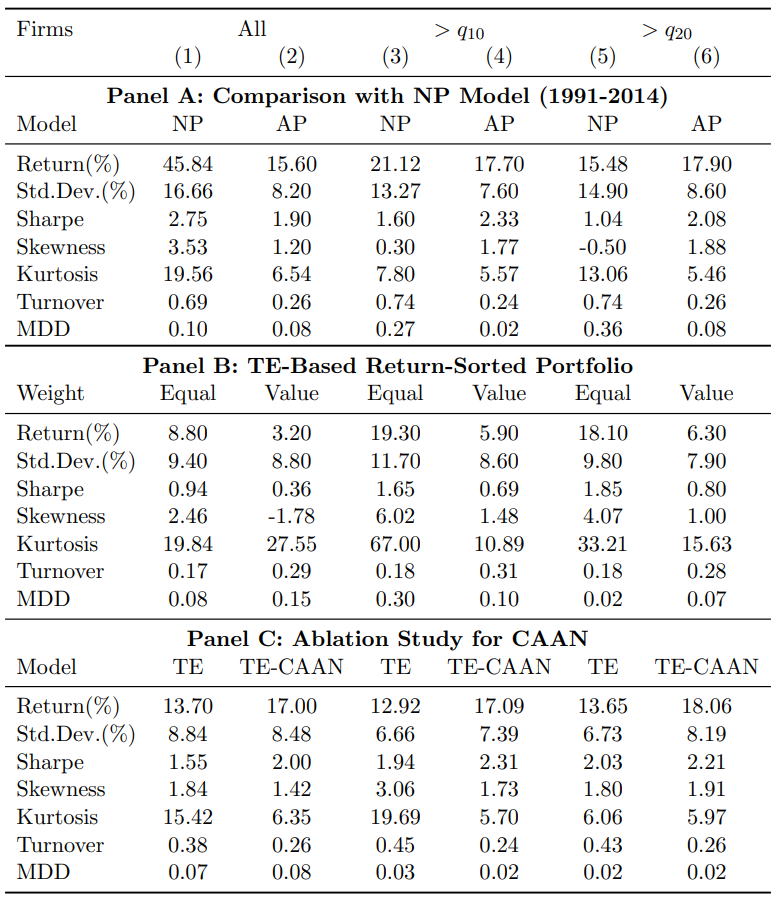 Firms All > q10 > q20
(1) (2) (3) (4) (5) (6)
Panel A: Comparison with NP Model (1991-2014)
Model NP AP NP AP NP AP
Return(%) 45.84 15.60 21.12 17.70 15.48 17.90
Std.Dev.(%) 16.66 8.20 13.27 7.60 14.90 8.60
Sharpe 2.75 1.90 1.60 2.33 1.04 2.08
Skewness 3.53 1.20 0.30 1.77 -0.50 1.88
Kurtosis 19.56 6.54 7.80 5.57 13.06 5.46
Turnover 0.69 0.26 0.74 0.24 0.74 0.26
MDD 0.10 0.08 0.27 0.02 0.36 0.08
Panel B: TE-Based Return-Sorted Portfolio
Weight Equal Value Equal Value Equal Value
Return(%) 8.80 3.20 19.30 5.90 18.10 6.30
Std.Dev.(%) 9.40 8.80 11.70 8.60 9.80 7.90
Sharpe 0.94 0.36 1.65 0.69 1.85 0.80
Skewness 2.46 -1.78 6.02 1.48 4.07 1.00
Kurtosis 19.84 27.55 67.00 10.89 33.21 15.63
Turnover 0.17 0.29 0.18 0.31 0.18 0.28
MDD 0.08 0.15 0.30 0.10 0.02 0.07
Panel C: Ablation Study for CAAN
Model TE TE-CAAN TE TE-CAAN TE TE-CAAN
Return(%) 13.70 17.00 12.92 17.09 13.65 18.06
Std.Dev.(%) 8.84 8.48 6.66 7.39 6.73 8.19
Sharpe 1.55 2.00 1.94 2.31 2.03 2.21
Skewness 1.84 1.42 3.06 1.73 1.80 1.91
Kurtosis 15.42 6.35 19.69 5.70 6.06 5.97
Turnover 0.38 0.26 0.45 0.24 0.43 0.26
MDD 0.07 0.08 0.03 0.02 0.02 0.02